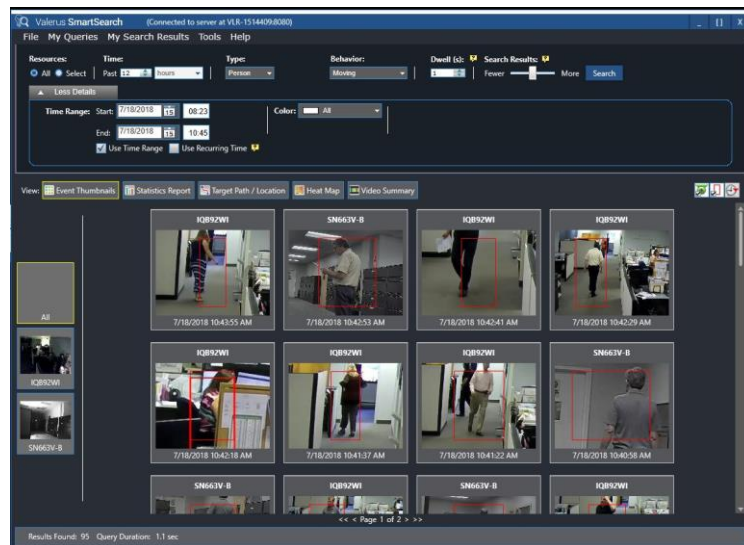 Valerus SmartSearch (Connected to server at VLR-1514409:8080)
File My Queries My Search Results Tools Help
Resources: Time: Type: Behavior: Dwell (s): Search Results:
All Select Past 12 hours Person Moving 1 Fewer More Search
Less Details
Time Range: Start: 7/18/2018 15 08:23 Color: All
End: 7/18/2018 15 10:45
Use Time Range Use Recurring Time
View: Event Thumbnails Statistics Report Target Path / Location Heat Map Video Summary
IQB92WI SN663V-B IQB92WI IQB92WI
7/18/2018 10:43:55 AM 7/18/2018 10:42:53 AM 7/18/2018 10:42:41 AM 7/18/2018 10:42:29 AM
All
IQB92WI IQB92WI IQB92WI SN663V-B
IQB92WI
7/18/2018 10:42:18 AM 7/18/2018 10:41:37 AM 7/18/2018 10:41:22 AM 7/18/2018 10:40:58 AM
SN663V-B
SN663V-B IQB92WI SN663V-B IQB92WI
<< < Page 1 of 2 > >>
Results Found: 95 Query Duration: 1.1 sec